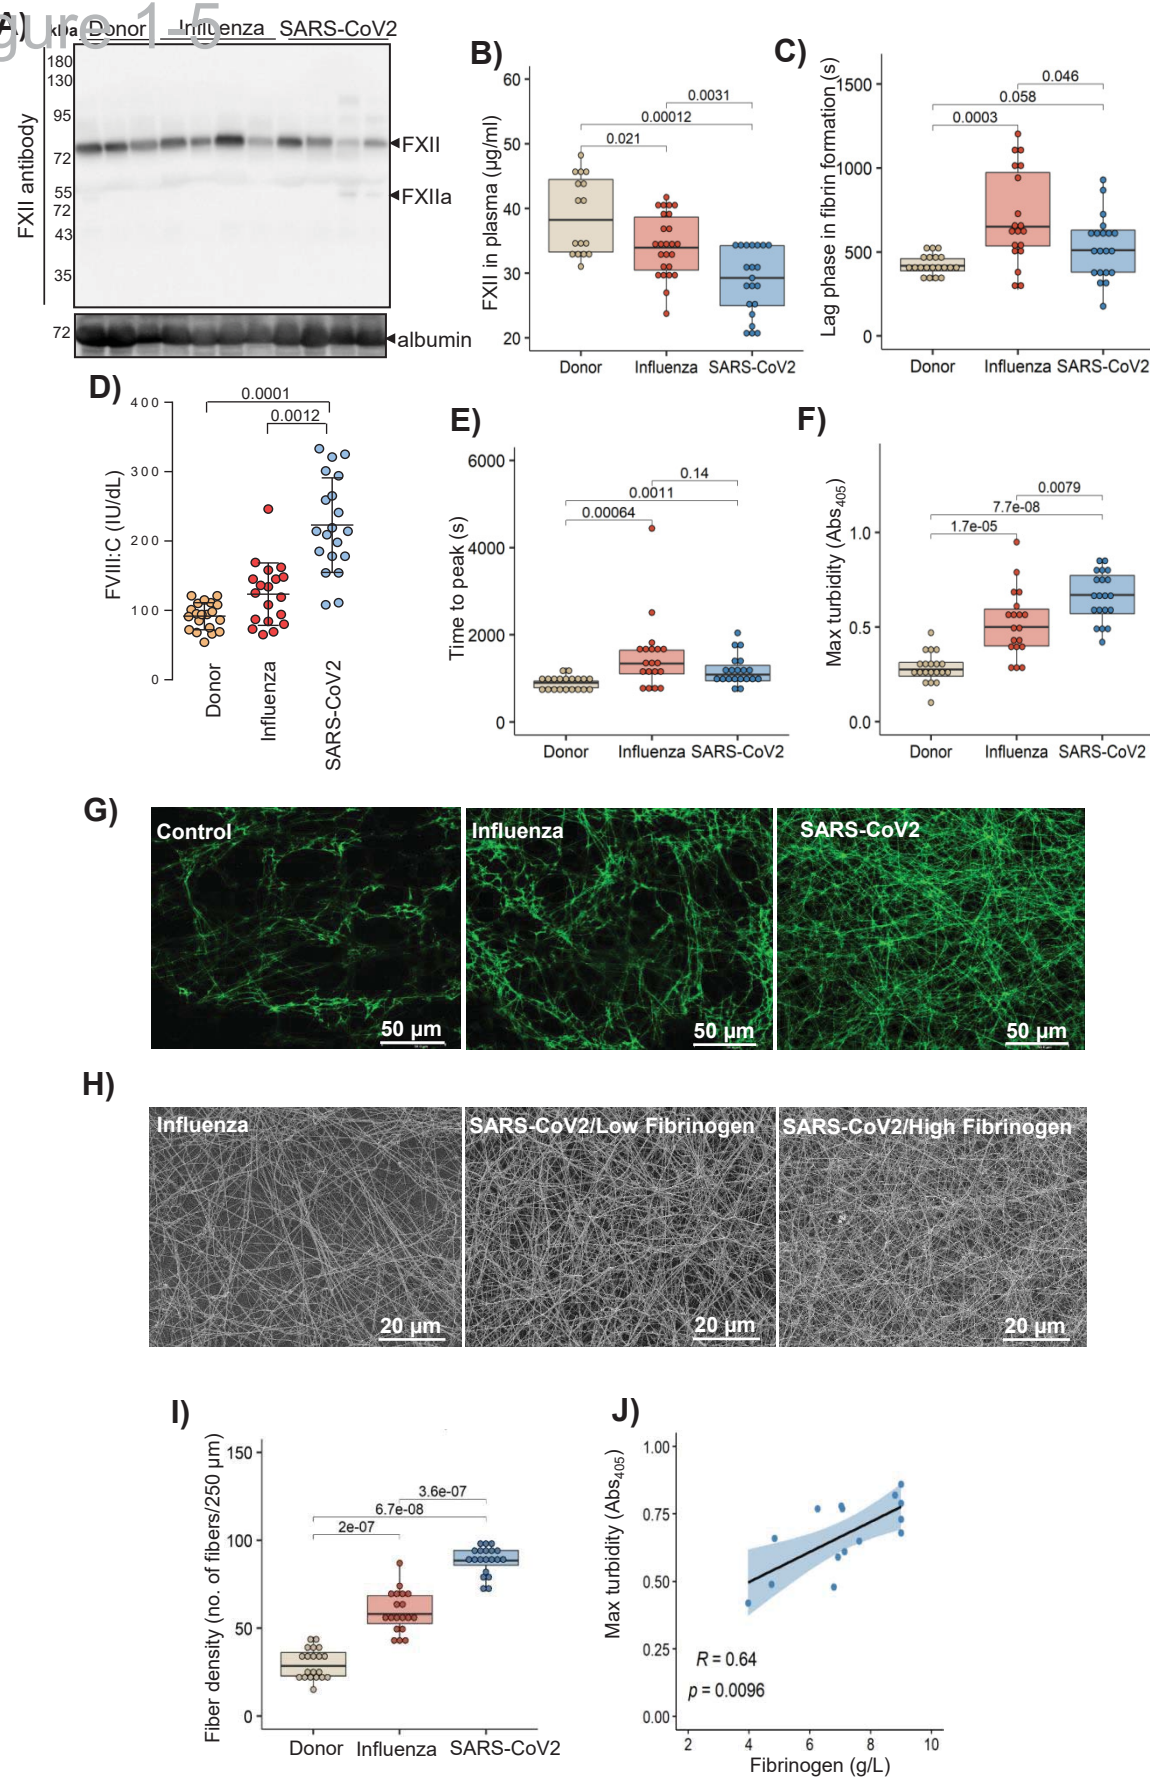 gure 1-5
A)
kDa Donor Influenza SARS-CoV2
180
130
95
72
55
72
43
35
FXII antibody
FXII
FXIIa
72
albumin
B)
FXII in plasma (µg/ml)
60
50
40
30
20
0.0031
0.00012
0.021
Donor Influenza SARS-CoV2
C)
Lag phase in fibrin formation (s)
1500
1000
500
0
0.046
0.058
0.0003
Donor Influenza SARS-CoV2
D)
FVIII:C (IU/dL)
400
300
200
100
0
0.0001
0.0012
Donor
Influenza
SARS-CoV2
E)
Time to peak (s)
6000
4000
2000
0
0.14
0.0011
0.00064
Donor Influenza SARS-CoV2
F)
Max turbidity (Abs405)
1.0
0.5
0.0
0.0079
7.7e-08
1.7e-05
Donor Influenza SARS-CoV2
G)
Control
50 µm
Influenza
50 µm
SARS-CoV2
50 µm
H)
Influenza
20 µm
SARS-CoV2/Low Fibrinogen
20 µm
SARS-CoV2/High Fibrinogen
20 µm
I)
Fiber density (no. of fibers/250 µm)
150
100
50
0
3.6e-07
6.7e-08
2e-07
Donor Influenza SARS-CoV2
J)
Max turbidity (Abs405)
1.00
0.75
0.50
0.25
0.00
R = 0.64
p = 0.0096
2 4 6 8 10
Fibrinogen (g/L)